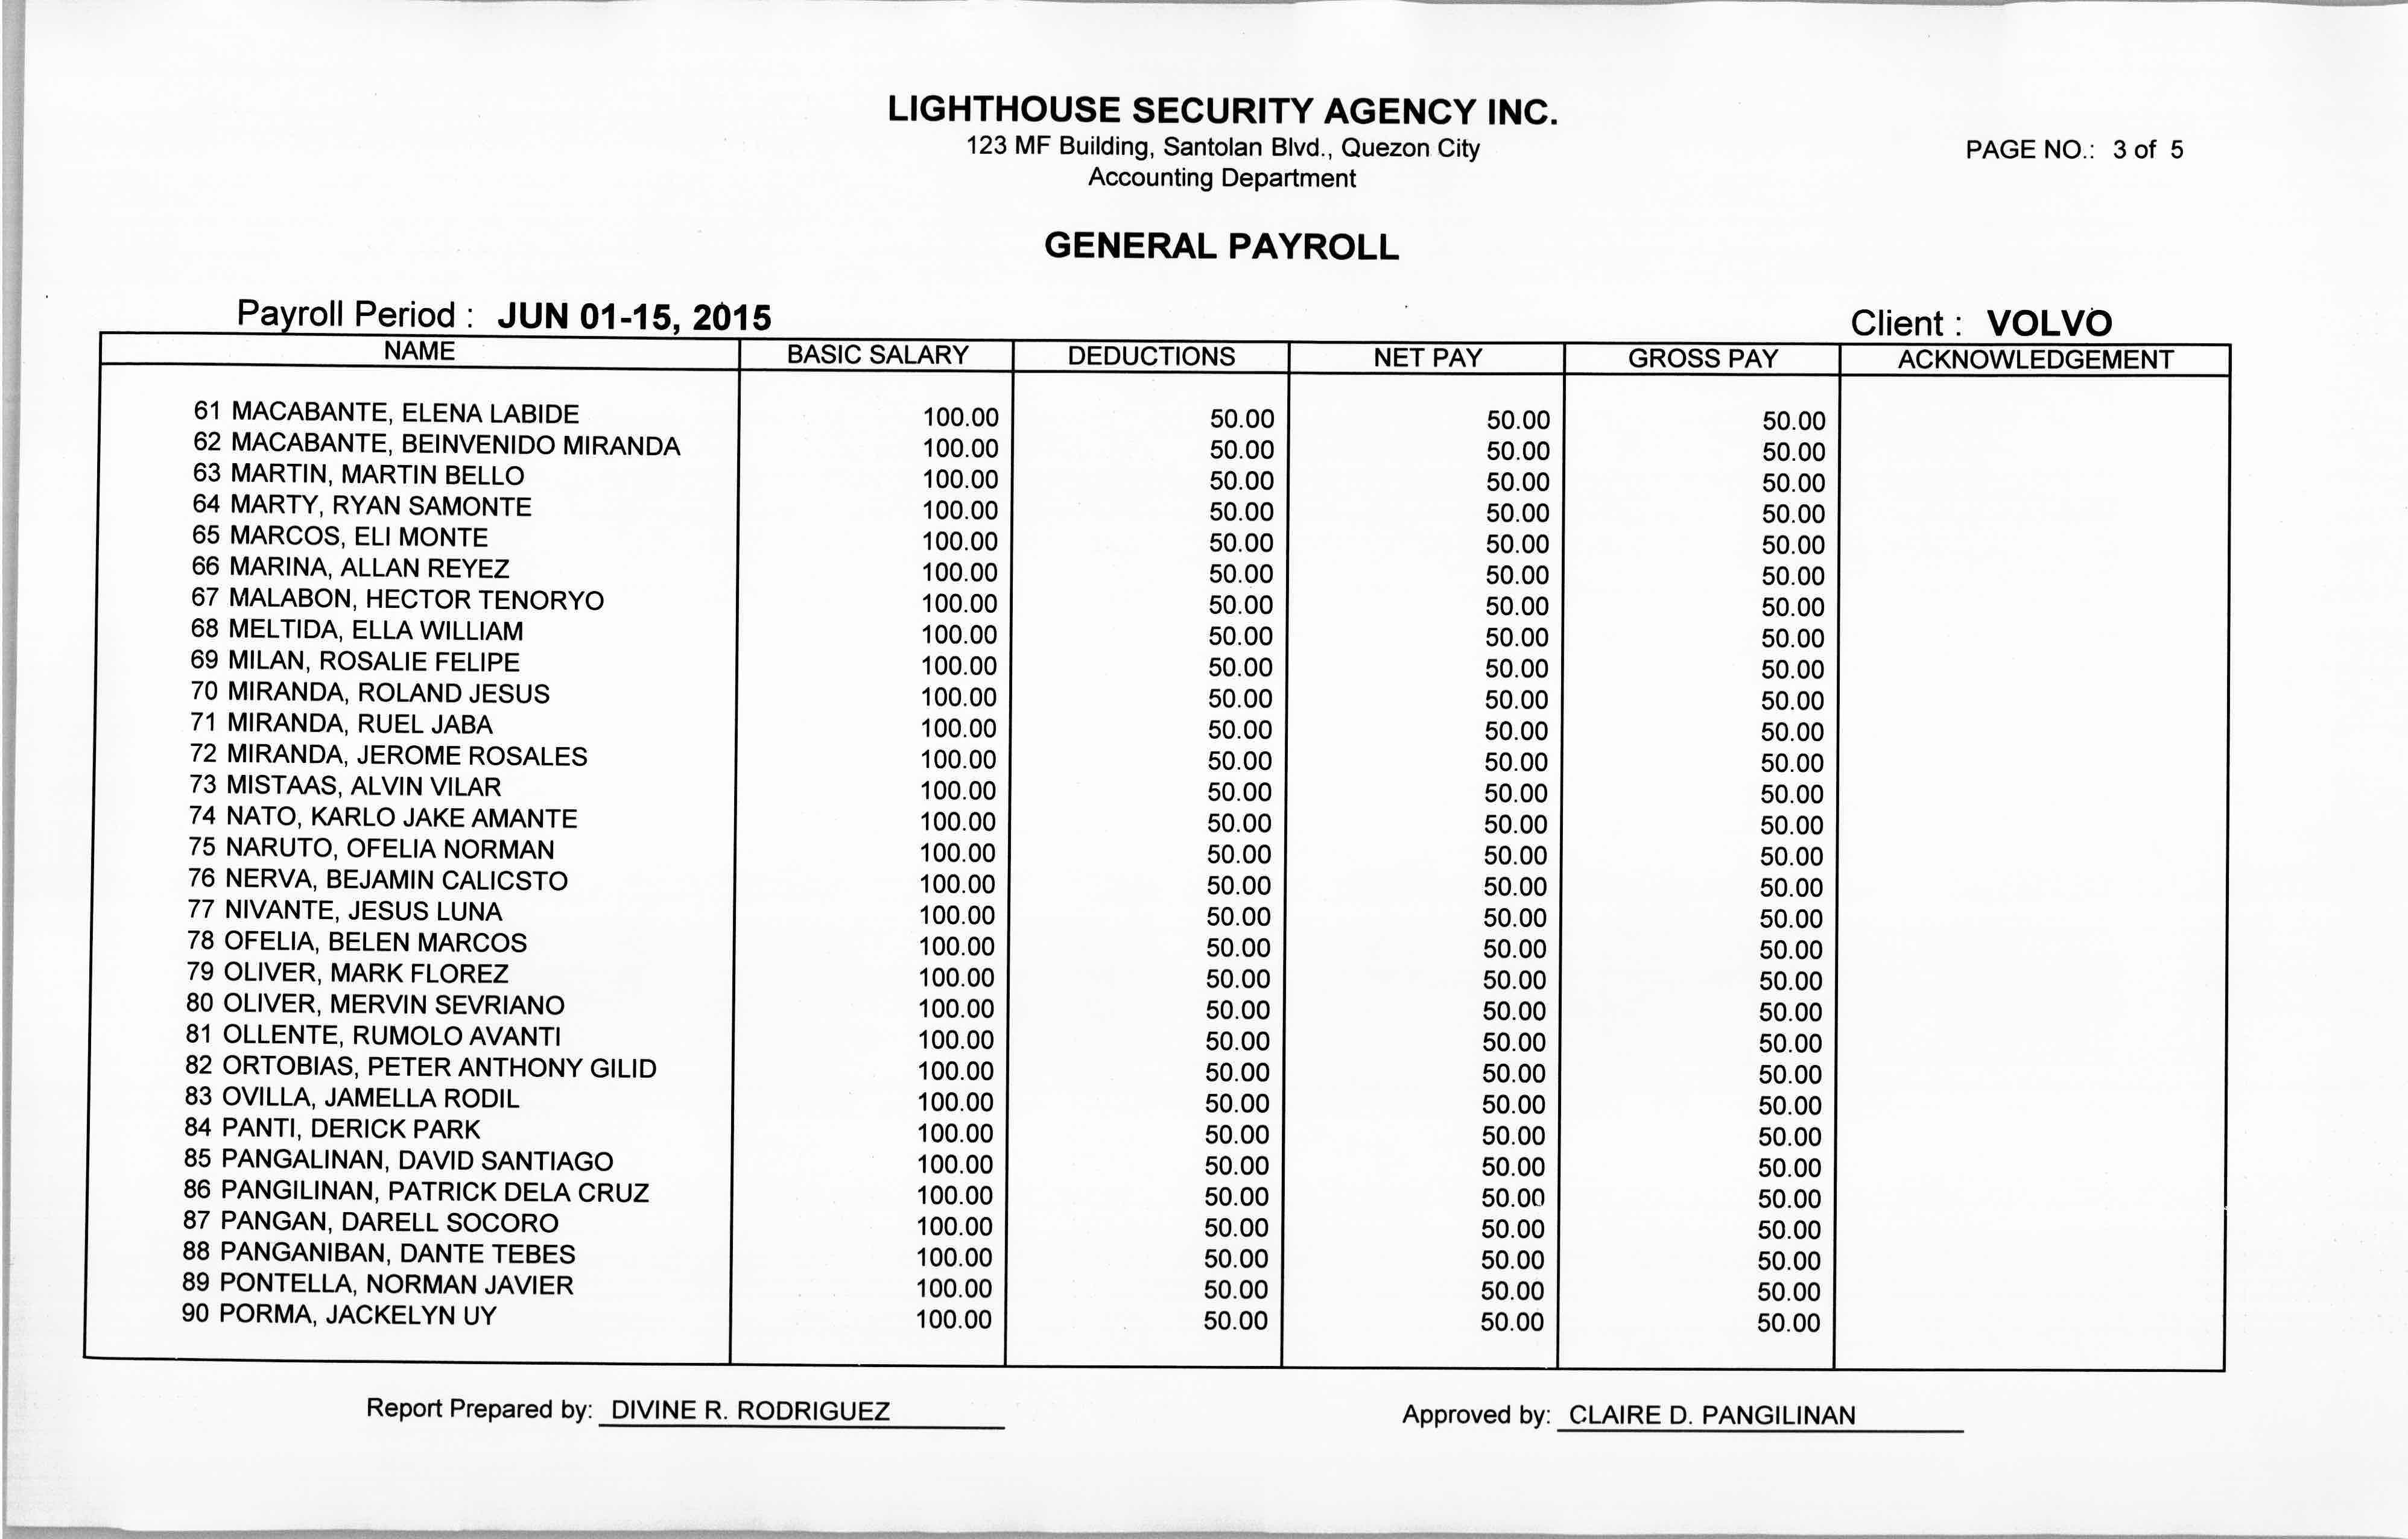 LIGHTHOUSE SECURITY AGENCY INC.
123 MF Building, Santolan Blvd., Quezon City
PAGE NO.: 3 of 5
Accounting Department
GENERAL PAYROLL
Payroll Period : JUN 01-15, 2015 Client : VOLVO
NAME BASIC SALARY DEDUCTIONS NET PAY GROSS PAY ACKNOWLEDGEMENT
61 MACABANTE, ELENA LABIDE 100.00 50.00 50.00 50.00
62 MACABANTE, BEINVENIDO MIRANDA 100.00 50.00 50.00 50.00
63 MARTIN, MARTIN BELLO 100.00 50.00 50.00 50.00
64 MARTY, RYAN SAMONTE 100.00 50.00 50.00 50.00
65 MARCOS, ELI MONTE 100.00 50.00 50.00 50.00
66 MARINA, ALLAN REYEZ 100.00 50.00 50.00 50.00
67 MALABON, HECTOR TENORYO 100.00 50.00 50.00 50.00
68 MELTIDA, ELLA WILLIAM 100.00 50.00 50.00 50.00
69 MILAN, ROSALIE FELIPE 100.00 50.00 50.00 50.00
70 MIRANDA, ROLAND JESUS 100.00 50.00 50.00 50.00
71 MIRANDA, RUEL JABA 100.00 50.00 50.00 50.00
72 MIRANDA, JEROME ROSALES 100.00 50.00 50.00 50.00
73 MISTAAS, ALVIN VILAR 100.00 50.00 50.00 50.00
74 NATO, KARLO JAKE AMANTE 100.00 50.00 50.00 50.00
75 NARUTO, OFELIA NORMAN 100.00 50.00 50.00 50.00
76 NERVA, BEJAMIN CALICSTO 100.00 50.00 50.00 50.00
77 NIVANTE, JESUS LUNA 100.00 50.00 50.00 50.00
78 OFELIA, BELEN MARCOS 100.00 50.00 50.00 50.00
79 OLIVER, MARK FLOREZ 100.00 50.00 50.00 50.00
80 OLIVER, MERVIN SEVRIANO 100.00 50.00 50.00 50.00
81 OLLENTE, RUMOLO AVANTI 100.00 50.00 50.00 50.00
82 ORTOBIAS, PETER ANTHONY GILID 100.00 50.00 50.00 50.00
83 OVILLA, JAMELLA RODIL 100.00 50.00 50.00 50.00
84 PANTI, DERICK PARK 100.00 50.00 50.00 50.00
85 PANGALINAN, DAVID SANTIAGO 100.00 50.00 50.00 50.00
86 PANGILINAN, PATRICK DELA CRUZ 100.00 50.00 50.00 50.00
87 PANGAN, DARELL SOCORO 100.00 50.00 50.00 50.00
88 PANGANIBAN, DANTE TEBES 100.00 50.00 50.00 50.00
89 PONTELLA, NORMAN JAVIER 100.00 50.00 50.00 50.00
90 PORMA, JACKELYN UY 100.00 50.00 50.00 50.00
Report Prepared by: DIVINE R. RODRIGUEZ Approved by: CLAIRE D. PANGILINAN